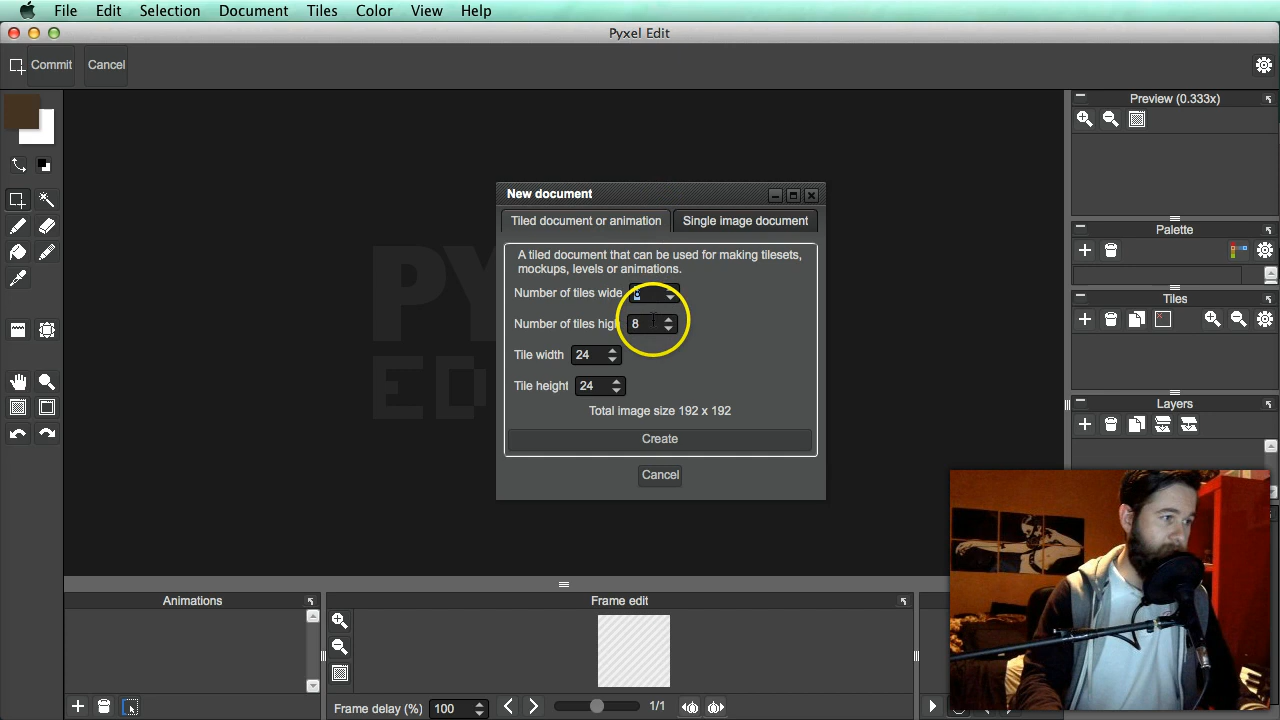 File Edit Selection Document Tiles Color View Help
Pyxel Edit
Commit Cancel
Preview (0.333x)
New document
Tiled document or animation Single image document
Palette
A tiled document that can be used for making tilesets,
mockups, levels or animations.
Number of tiles wide
Tiles
Number of tiles high 8
Tile width 24
Tile height 24
Layers
Total image size 192 x 192
Create
Cancel
Animations
Frame edit
Frame delay (%) 100
1/1